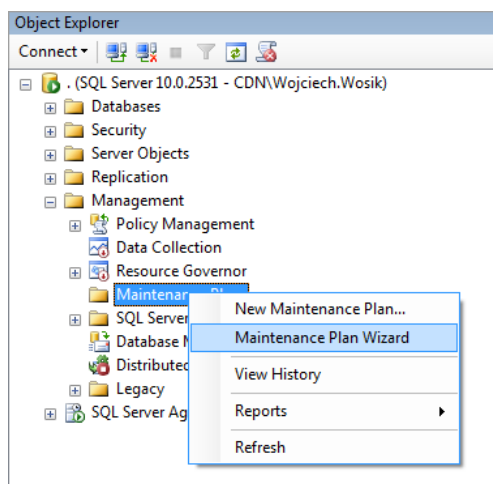 Object Explorer
Connect
. (SQL Server 10.0.2531 - CDN\Wojciech.Wosik)
Databases
Security
Server Objects
Replication
Management
Policy Management
Data Collection
Resource Governor
Maintenance
New Maintenance Plan...
SQL Server
Maintenance Plan Wizard
Database
Distributed
View History
Legacy
Reports
SQL Server Ag
Refresh